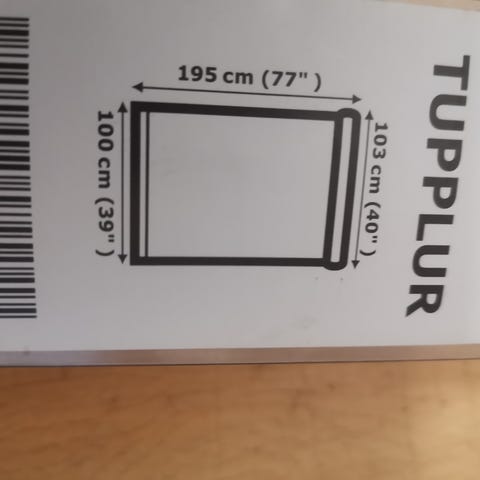 TUPPLUR
195 cm (77")
103 cm (40")
100 cm (39")